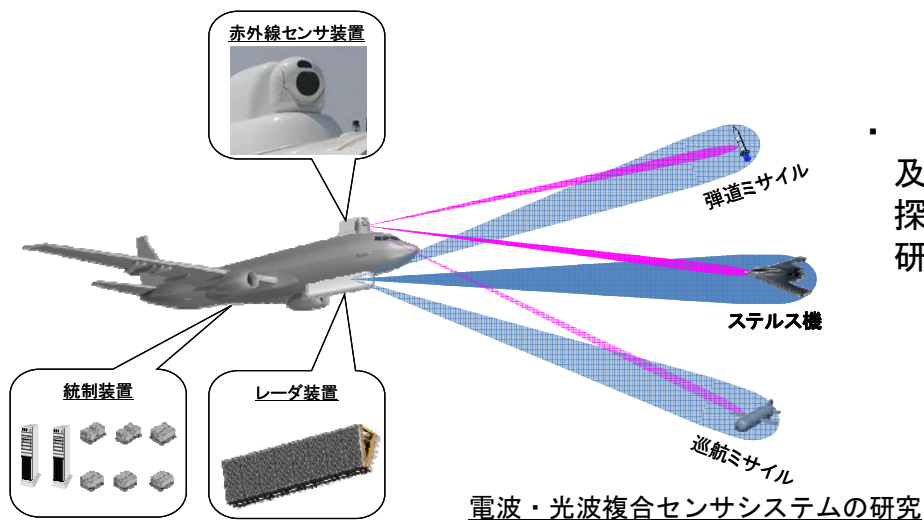 赤外線センサ装置
弾道ミサイル
・
及
探
研
ステルス機
統制装置
レーダ装置
巡航ミサイル
電波・光波複合センサシステムの研究